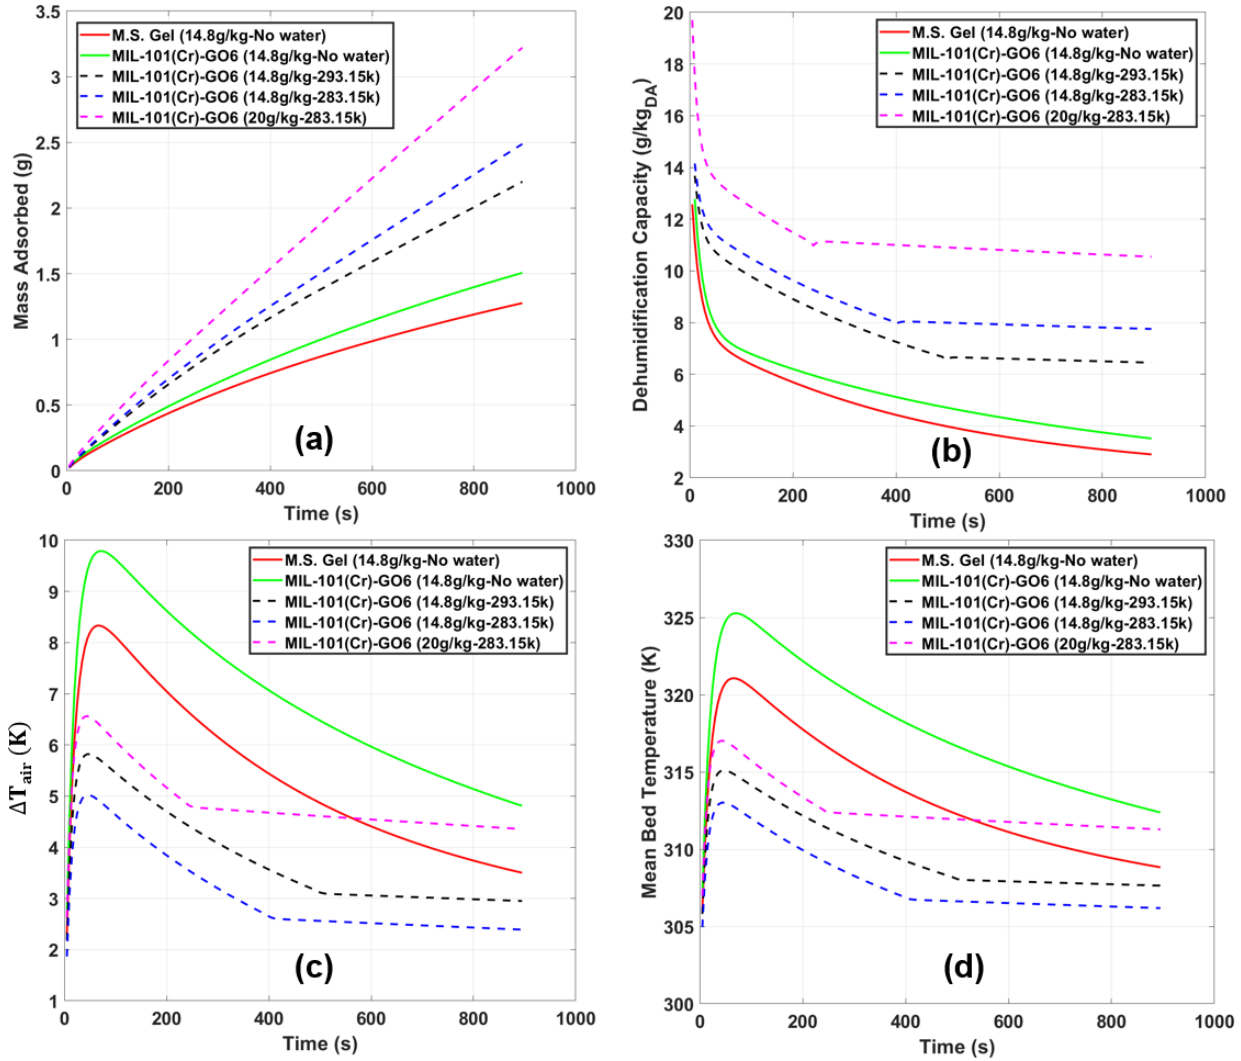 3.5
3
2.5
2
1.5
1
0.5
0
Mass Adsorbed (g)
M.S. Gel (14.8g/kg-No water)
MIL-101(Cr)-GO6 (14.8g/kg-No water)
MIL-101(Cr)-GO6 (14.8g/kg-293.15k)
MIL-101(Cr)-GO6 (14.8g/kg-283.15k)
MIL-101(Cr)-GO6 (20g/kg-283.15k)
(a)
0 200 400 600 800 1000
Time (s)
20
18
16
14
12
10
8
6
4
2
Dehumidification Capacity (g/kgDA)
M.S. Gel (14.8g/kg-No water)
MIL-101(Cr)-GO6 (14.8g/kg-No water)
MIL-101(Cr)-GO6 (14.8g/kg-293.15k)
MIL-101(Cr)-GO6 (14.8g/kg-283.15k)
MIL-101(Cr)-GO6 (20g/kg-283.15k)
(b)
0 200 400 600 800 1000
Time (s)
10
9
8
7
6
5
4
3
2
1
ΔTair (K)
M.S. Gel (14.8g/kg-No water)
MIL-101(Cr)-GO6 (14.8g/kg-No water)
MIL-101(Cr)-GO6 (14.8g/kg-293.15k)
MIL-101(Cr)-GO6 (14.8g/kg-283.15k)
MIL-101(Cr)-GO6 (20g/kg-283.15k)
(c)
0 200 400 600 800 1000
Time (s)
330
325
320
315
310
305
300
Mean Bed Temperature (K)
M.S. Gel (14.8g/kg-No water)
MIL-101(Cr)-GO6 (14.8g/kg-No water)
MIL-101(Cr)-GO6 (14.8g/kg-293.15k)
MIL-101(Cr)-GO6 (14.8g/kg-283.15k)
MIL-101(Cr)-GO6 (20g/kg-283.15k)
(d)
0 200 400 600 800 1000
Time (s)